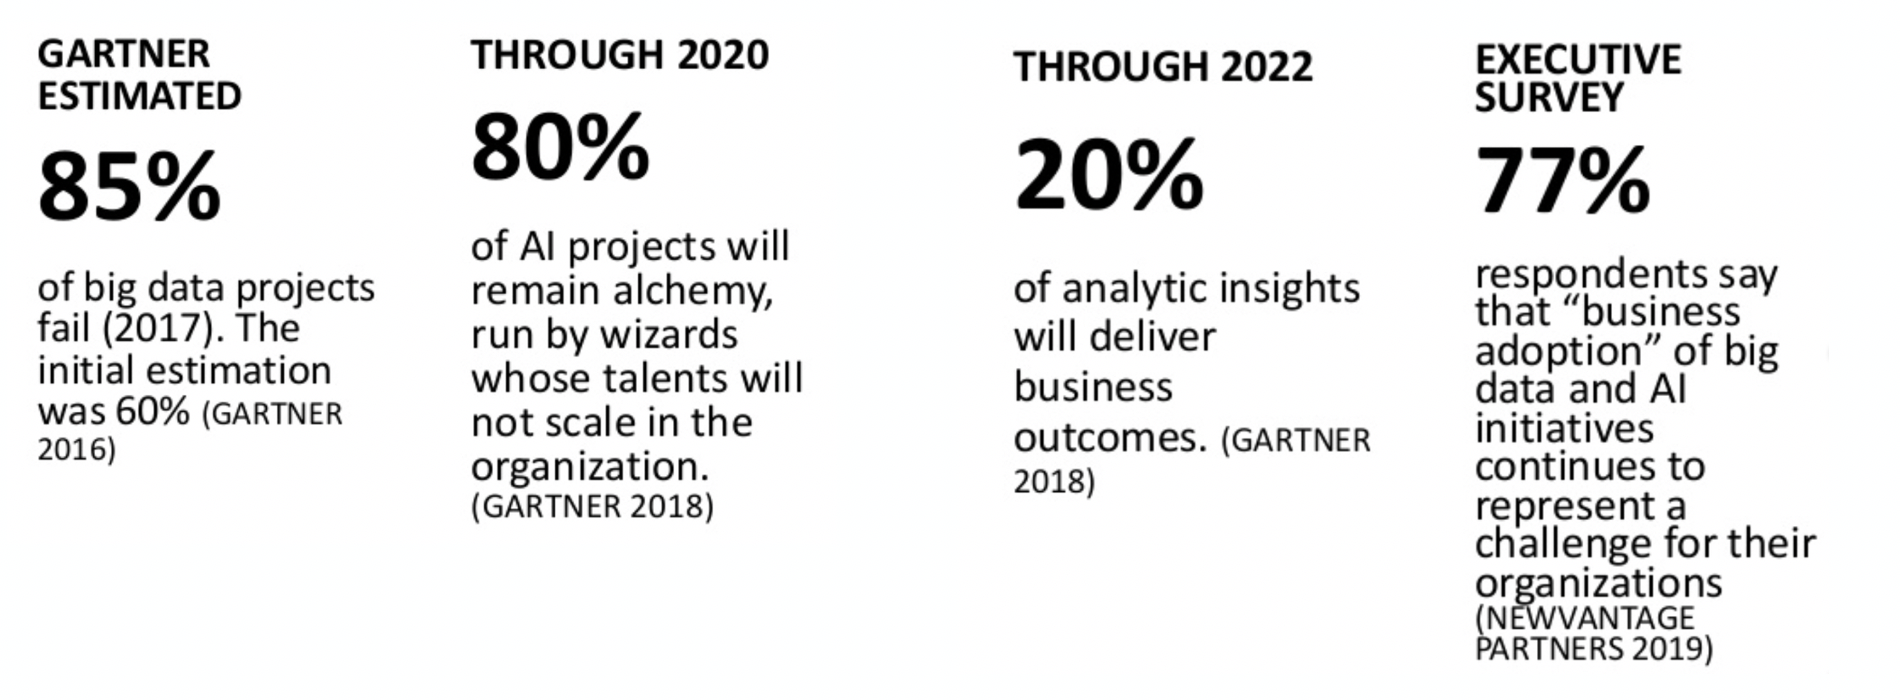 GARTNER
ESTIMATED
85%
of big data projects
fail (2017). The
initial estimation
was 60% (GARTNER
2016)
THROUGH 2020
80%
of AI projects will
remain alchemy,
run by wizards
whose talents will
not scale in the
organization.
(GARTNER 2018)
THROUGH 2022
20%
of analytic insights
will deliver
business
outcomes. (GARTNER
2018)
EXECUTIVE
SURVEY
77%
respondents say
that “business
adoption” of big
data and AI
initiatives
continues to
represent a
challenge for their
organizations
(NEWVANTAGE
PARTNERS 2019)